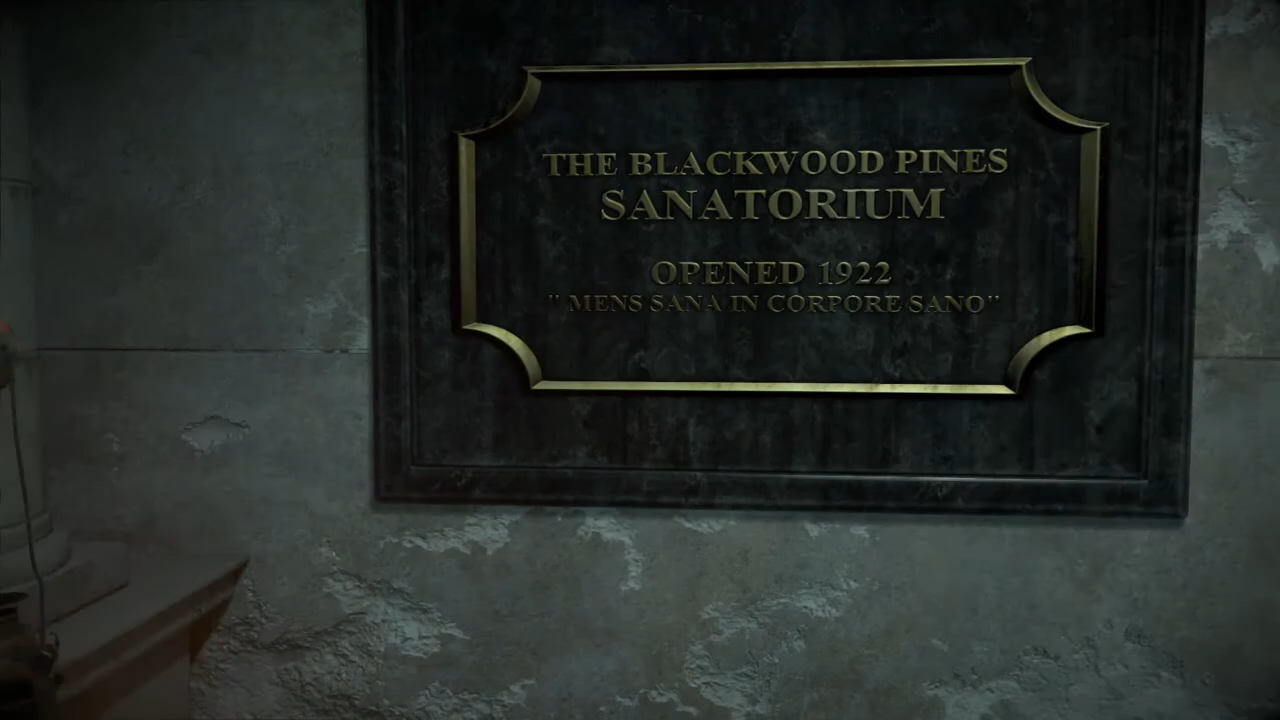 THE BLACKWOOD PINES
SANATORIUM
OPENED 1922
" MENS SANA IN CORPORE SANO"